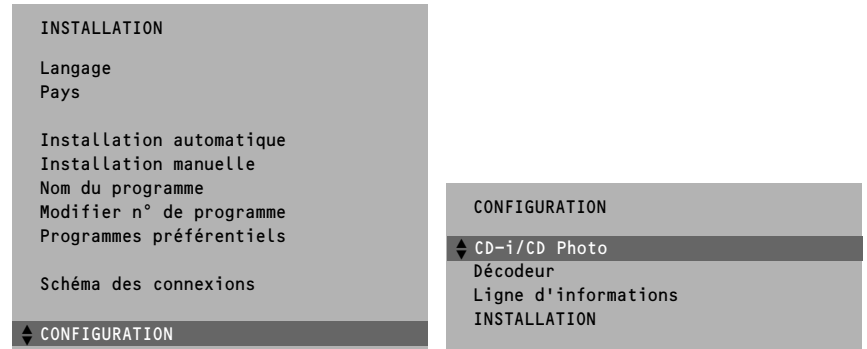 INSTALLATION
Langage
Pays
Installation automatique
Installation manuelle
Nom du programme
Modifier n° de programme
Programmes préférentiels
Schéma des connexions
CONFIGURATION
CONFIGURATION
CD-i/CD Photo
Décodeur
Ligne d'informations
INSTALLATION